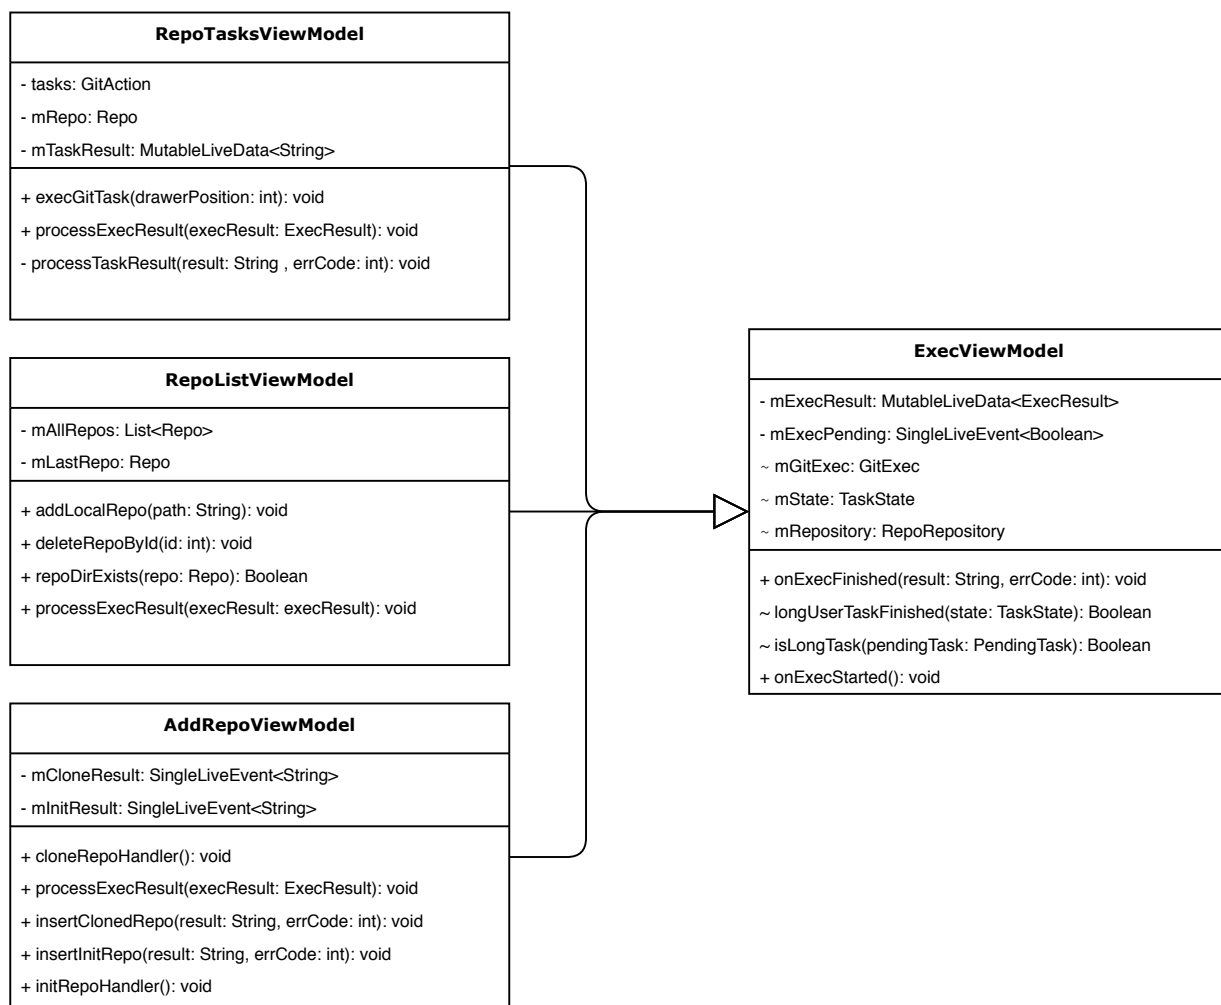 RepoTasksViewModel
- tasks: GitAction
- mRepo: Repo
- mTaskResult: MutableLiveData<String>
+ execGitTask(drawerPosition: int): void
+ processExecResult(execResult: ExecResult): void
- processTaskResult(result: String , errCode: int): void
RepoListViewModel
- mAllRepos: List<Repo>
- mLastRepo: Repo
+ addLocalRepo(path: String): void
+ deleteRepoById(id: int): void
+ repoDirExists(repo: Repo): Boolean
+ processExecResult(execResult: execResult): void
AddRepoViewModel
- mCloneResult: SingleLiveEvent<String>
- mInitResult: SingleLiveEvent<String>
+ cloneRepoHandler(): void
+ processExecResult(execResult: ExecResult): void
+ insertClonedRepo(result: String, errCode: int): void
+ insertInitRepo(result: String, errCode: int): void
+ initRepoHandler(): void
ExecViewModel
- mExecResult: MutableLiveData<ExecResult>
- mExecPending: SingleLiveEvent<Boolean>
~ mGitExec: GitExec
~ mState: TaskState
~ mRepository: RepoRepository
+ onExecFinished(result: String, errCode: int): void
~ longUserTaskFinished(state: TaskState): Boolean
~ isLongTask(pendingTask: PendingTask): Boolean
+ onExecStarted(): void